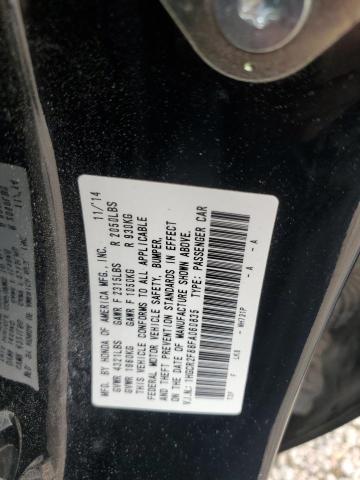 MFD. BY HONDA OF AMERICA MFG., INC. 11/14
GVWR 4321LBS GAWR F 2315LBS R 2050LBS
GVWR 1960KG GAWR F 1050KG R 930KG
THIS VEHICLE CONFORMS TO ALL APPLICABLE
FEDERAL MOTOR VEHICLE SAFETY, BUMPER,
AND THEFT PREVENTION STANDARDS IN EFFECT
ON THE DATE OF MANUFACTURE SHOWN ABOVE.
V.I.N.: 1HGCR2F88FA080835 TYPE: PASSENGER CAR
F NH731P A - A